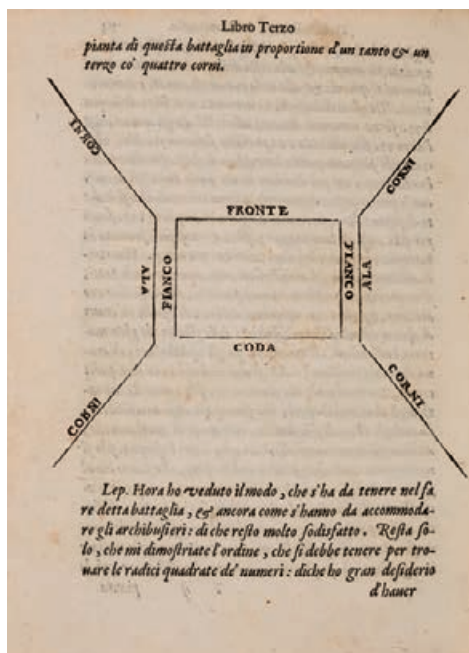 Libro Terzo
pianta di questa battaglia in proportione d'un tanto & un
terzo co' quattro corni.
CORNI
CORNI
FRONTE
ALA
FIANCO
FIANCO
ALA
CODA
CORNI
CORNI
Lep. Hora ho veduto il modo, che s'ha da tenere nel fa
re detta battaglia, & ancora come s'hanno da accommoda-
re gli archibusieri: di che resto molto sodisfatto. Resta so-
lo, che mi dimostriate l'ordine, che si debbe tenere per tro-
uare le radici quadrate de' numeri: diche ho gran desiderio
d'hauer